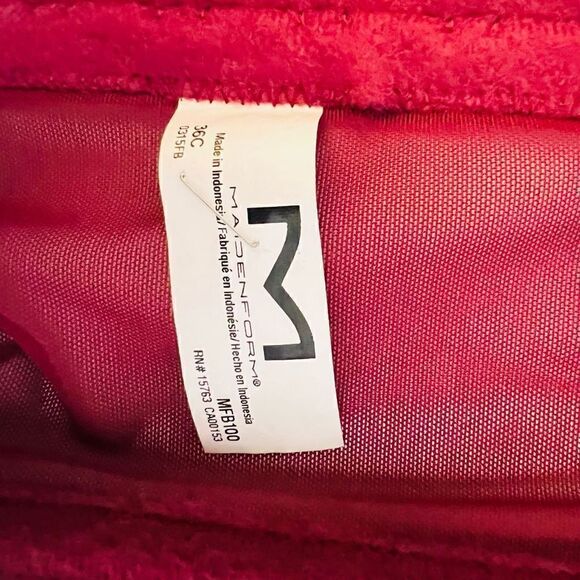 M
MAIDENFORM®
MFB100
36C
0315FB
Made in Indonesia/Fabriqué en Indonésie/Hecho en Indonesia
RN# 15763 CA00153